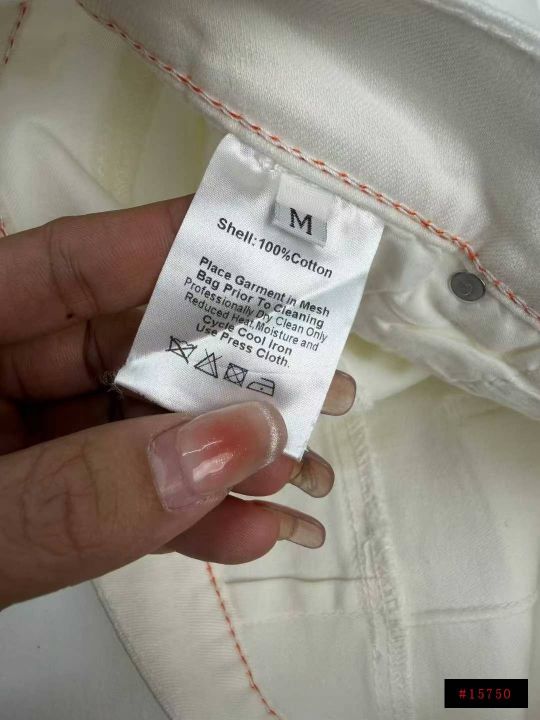 M
Shell:100%Cotton
Place Garment in Mesh
Bag Prior To cleaning
Professionally Dry Clean Only
Reduced Heat,Moisture and
Cycle Cool Iron
Use Press Cloth.
#15750